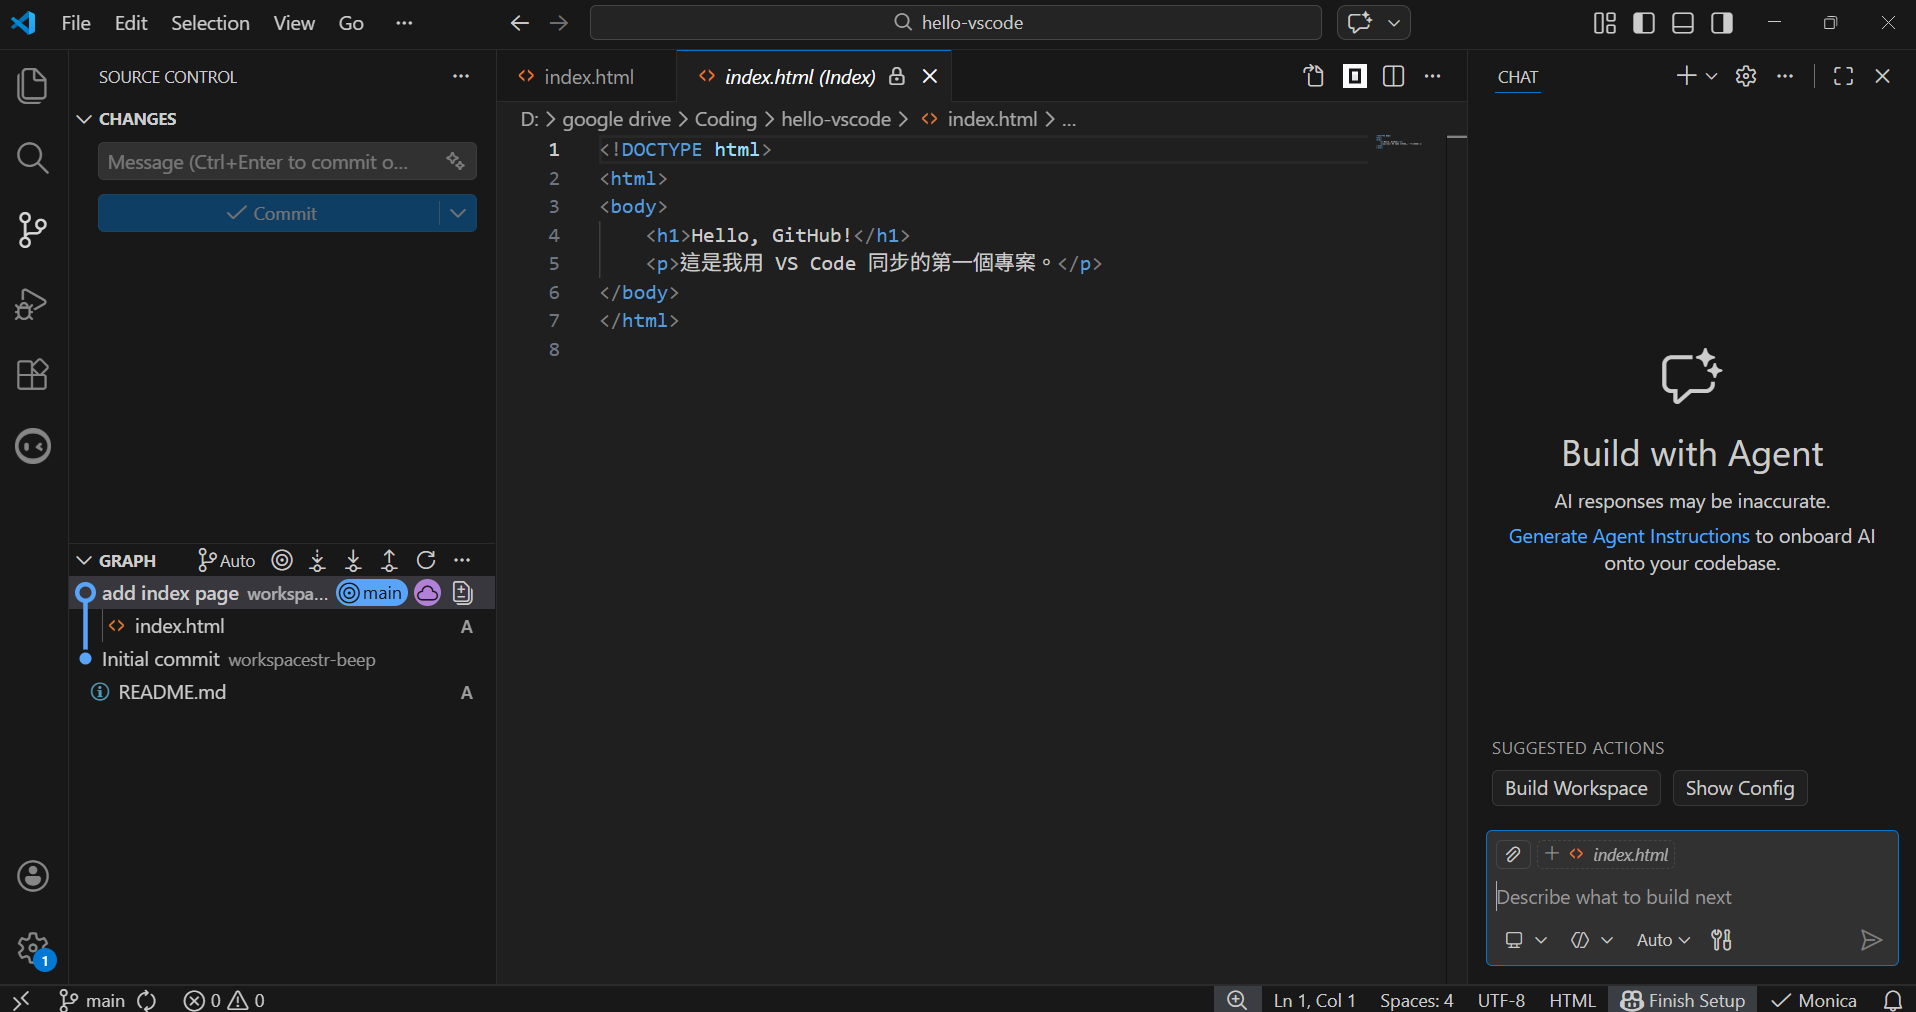 File Edit Selection View Go ···
hello-vscode
SOURCE CONTROL
CHANGES
Message (Ctrl+Enter to commit o...
Commit
GRAPH
Auto
add index page workspa... main
index.html A
Initial commit workspacestr-beep
README.md A
1
index.html
index.html (Index)
D: > google drive > Coding > hello-vscode > index.html > ...
1 <!DOCTYPE html>
2 <html>
3 <body>
4 <h1>Hello, GitHub!</h1>
5 <p>這是我用 VS Code 同步的第一個專案。</p>
6 </body>
7 </html>
8
CHAT
Build with Agent
AI responses may be inaccurate.
Generate Agent Instructions to onboard AI
onto your codebase.
SUGGESTED ACTIONS
Build Workspace Show Config
index.html
Describe what to build next
Auto
main 0 0 Ln 1, Col 1 Spaces: 4 UTF-8 HTML Finish Setup Monica